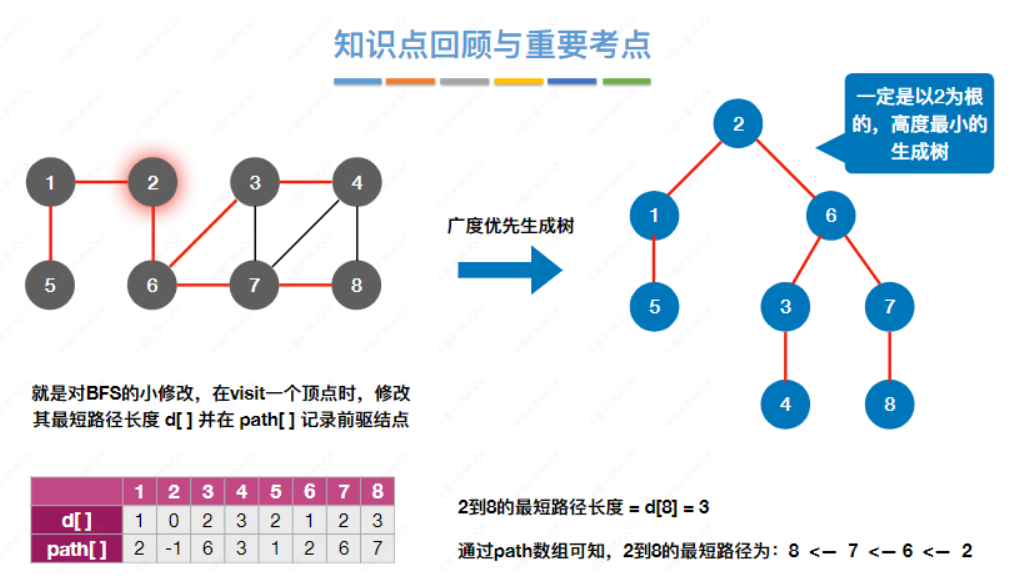 知识点回顾与重要考点
一定是以2为根
的，高度最小的
生成树
1 2 3 4
5 6 7 8
广度优先生成树
2
1 6
5 3 7
4 8
就是对BFS的小修改，在visit一个顶点时，修改
其最短路径长度 d[ ] 并在 path[ ] 记录前驱结点
1 2 3 4 5 6 7 8
d[ ] 1 0 2 3 2 1 2 3
path[ ] 2 -1 6 3 1 2 6 7
2到8的最短路径长度 = d[8] = 3
通过path数组可知，2到8的最短路径为：8 <— 7 <— 6 <— 2